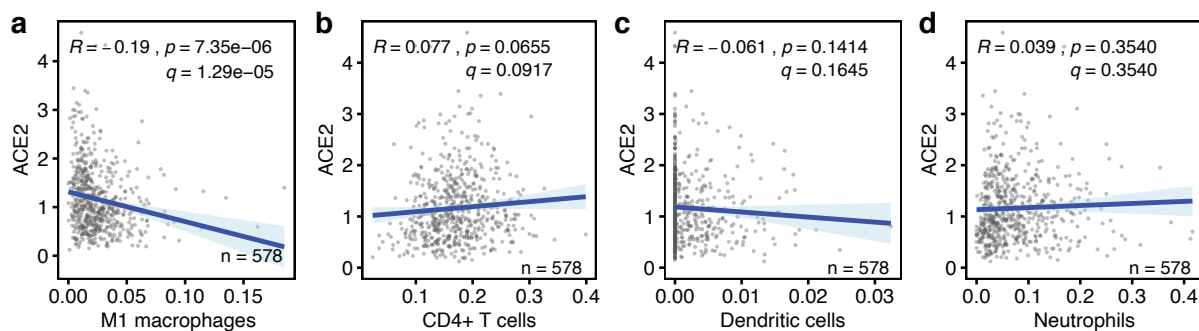 a
R = −0.19 , p = 7.35e−06
q = 1.29e−05
n = 578
ACE2
0
1
2
3
4
0.00 0.05 0.10 0.15
M1 macrophages
b
R = 0.077 , p = 0.0655
q = 0.0917
n = 578
ACE2
0
1
2
3
4
0.1 0.2 0.3 0.4
CD4+ T cells
c
R = −0.061 , p = 0.1414
q = 0.1645
n = 578
ACE2
0
1
2
3
4
0.00 0.01 0.02 0.03
Dendritic cells
d
R = 0.039 , p = 0.3540
q = 0.3540
n = 578
ACE2
0
1
2
3
4
0.0 0.1 0.2 0.3 0.4
Neutrophils